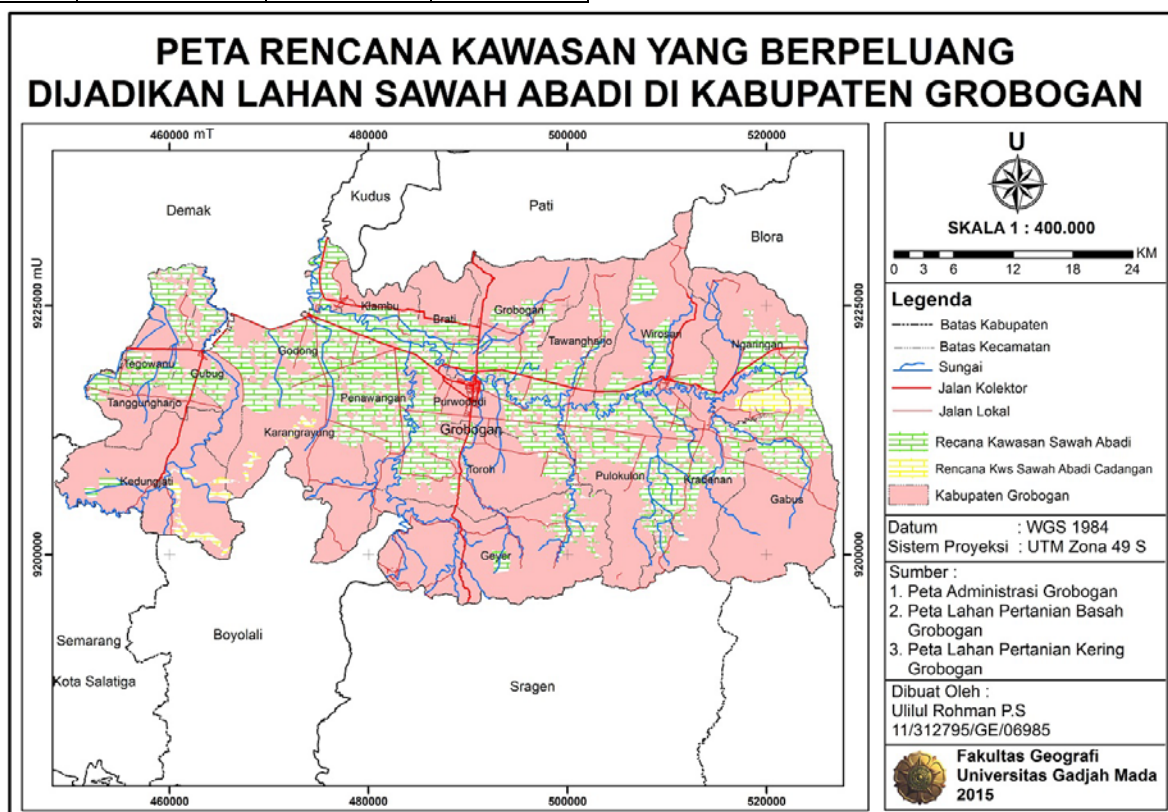 PETA RENCANA KAWASAN YANG BERPELUANG
DIJADIKAN LAHAN SAWAH ABADI DI KABUPATEN GROBOGAN
460000 mT
480000
500000
520000
9225000 mU
9200000
Demak
Kudus
Pati
Blora
Klambu
Brati
Grobogan
Tawangharjo
Wirosari
Ngaringan
Godong
Tegowanu
Gubug
Tanggungharjo
Penawangan
Purwodadi
Grobogan
Karangrayung
Kedungjati
Toroh
Pulokulon
Kradenan
Gabus
Geyer
Semarang
Boyolali
Kota Salatiga
Sragen
9225000
9200000
460000
480000
500000
520000
U
SKALA 1 : 400.000
KM
0 3 6 12 18 24
Legenda
Batas Kabupaten
Batas Kecamatan
Sungai
Jalan Kolektor
Jalan Lokal
Recana Kawasan Sawah Abadi
Rencana Kws Sawah Abadi Cadangan
Kabupaten Grobogan
Datum : WGS 1984
Sistem Proyeksi : UTM Zona 49 S
Sumber :
1. Peta Administrasi Grobogan
2. Peta Lahan Pertanian Basah
Grobogan
3. Peta Lahan Pertanian Kering
Grobogan
Dibuat Oleh :
Ulilul Rohman P.S
11/312795/GE/06985
Fakultas Geografi
Universitas Gadjah Mada
2015